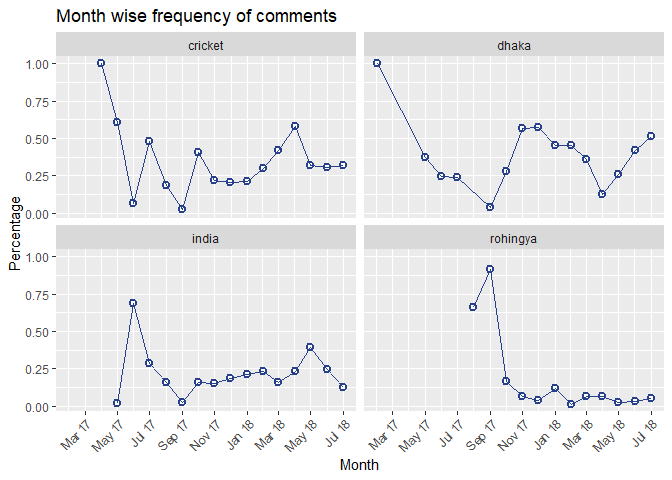 Month wise frequency of comments
cricket
dhaka
1.00
0.75
0.50
0.25
0.00
india
rohingya
1.00
0.75
0.50
0.25
0.00
Percentage
Mar 17
May 17
Jul 17
Sep 17
Nov 17
Jan 18
Mar 18
May 18
Jul 18
Mar 17
May 17
Jul 17
Sep 17
Nov 17
Jan 18
Mar 18
May 18
Jul 18
Month